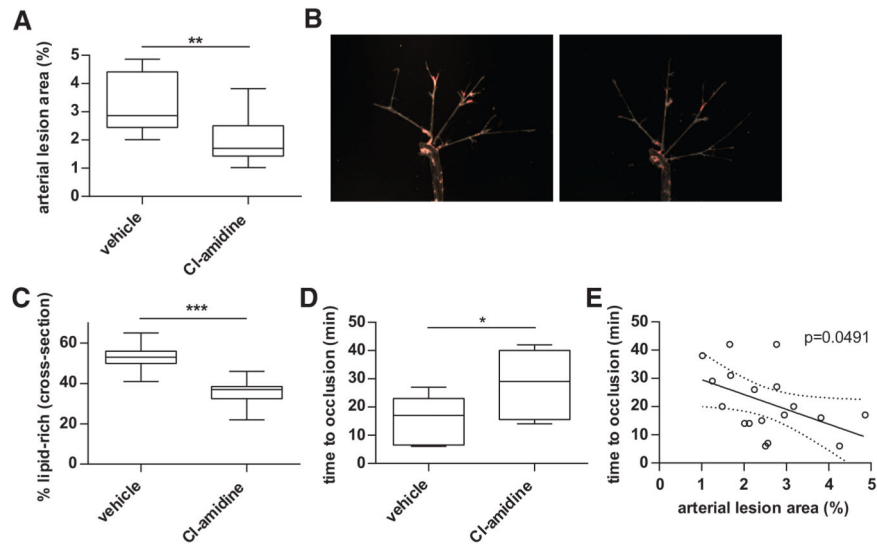 A
arterial lesion area (%)
5
4
3
2
1
0
**
vehicle
Cl-amidine
B
C
% lipid-rich (cross-section)
60
40
20
0
***
vehicle
Cl-amidine
D
time to occlusion (min)
50
40
30
20
10
0
*
vehicle
Cl-amidine
E
time to occlusion (min)
50
40
30
20
10
0
p=0.0491
0 1 2 3 4 5
arterial lesion area (%)